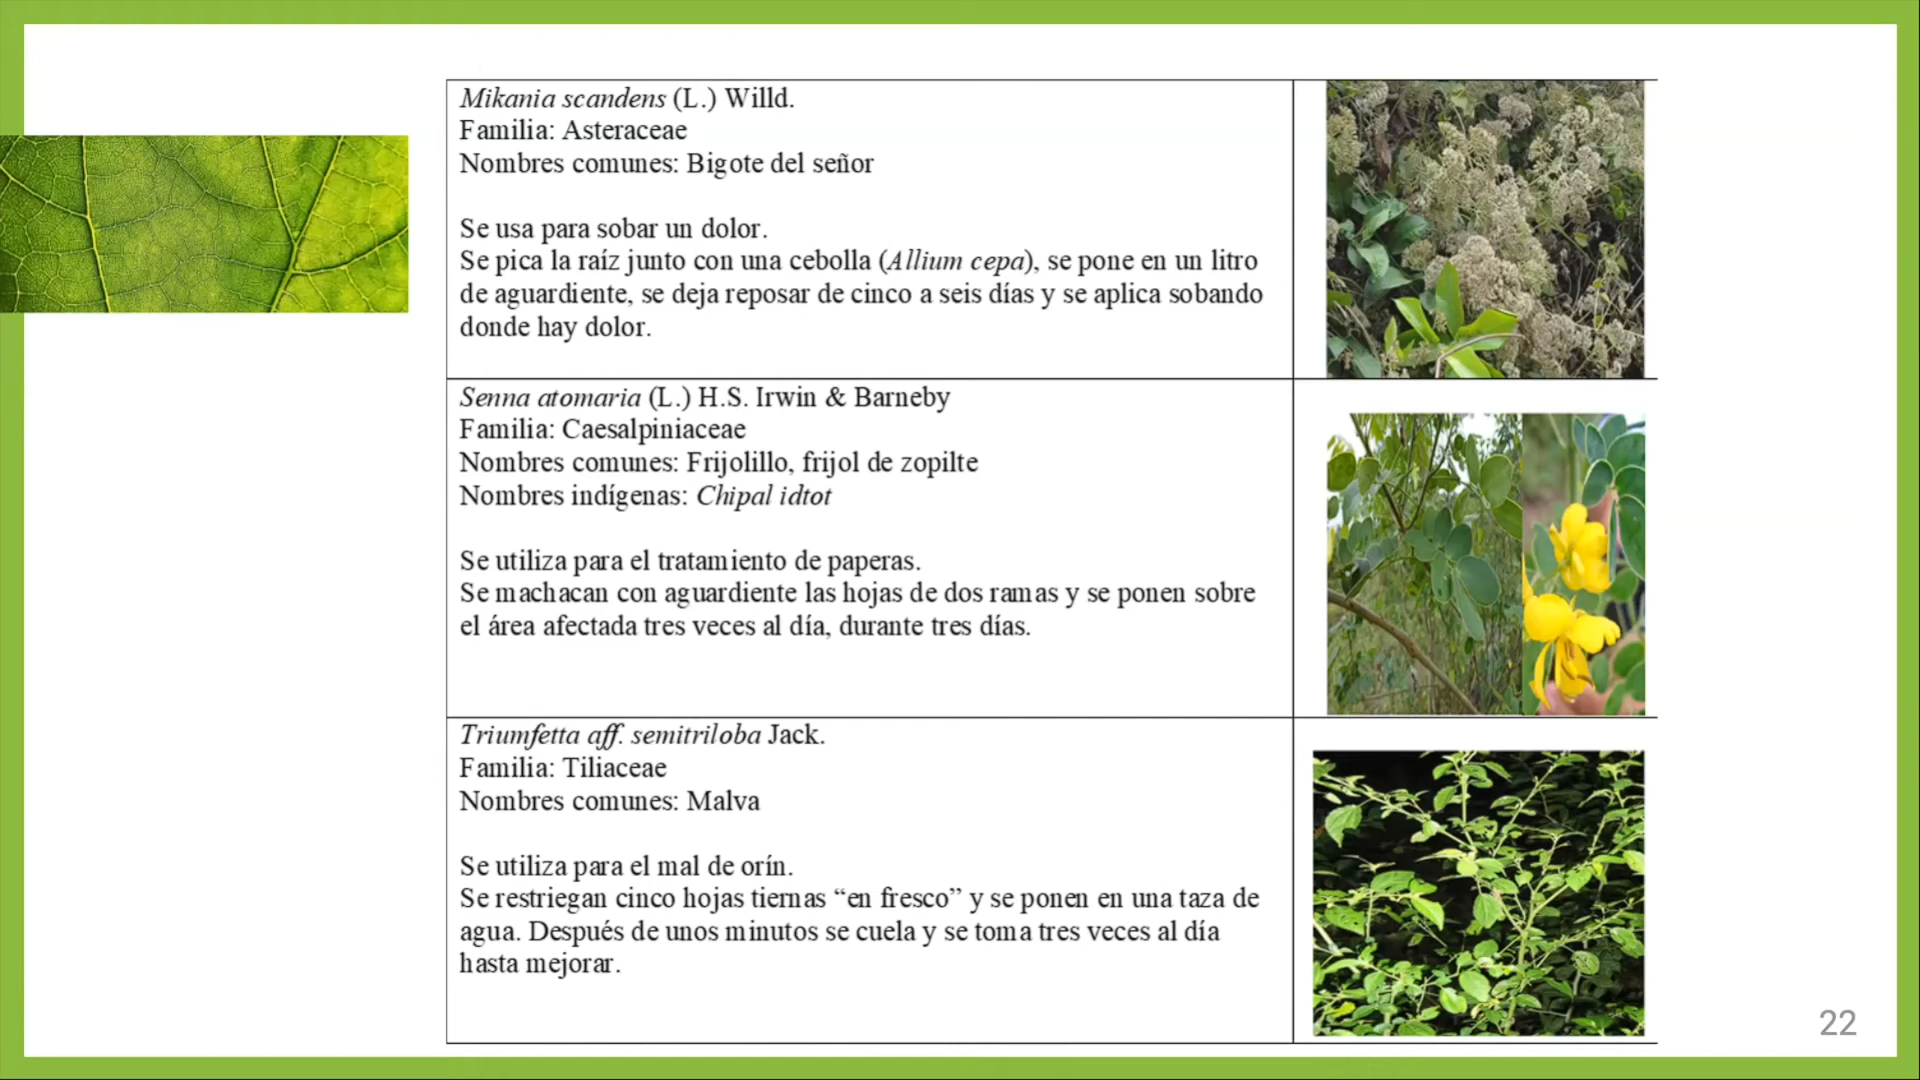 Mikania scandens (L.) Willd.
Familia: Asteraceae
Nombres comunes: Bigote del señor
Se usa para sobar un dolor.
Se pica la raíz junto con una cebolla (Allium cepa), se pone en un litro
de aguardiente, se deja reposar de cinco a seis días y se aplica sobando
donde hay dolor.
Senna atomaria (L.) H.S. Irwin & Barneby
Familia: Caesalpiniaceae
Nombres comunes: Frijolillo, frijol de zopilte
Nombres indígenas: Chipal idtot
Se utiliza para el tratamiento de paperas.
Se machacan con aguardiente las hojas de dos ramas y se ponen sobre
el área afectada tres veces al día, durante tres días.
Triumfetta aff. semitriloba Jack.
Familia: Tiliaceae
Nombres comunes: Malva
Se utiliza para el mal de orín.
Se restriegan cinco hojas tiernas “en fresco” y se ponen en una taza de
agua. Después de unos minutos se cuela y se toma tres veces al día
hasta mejorar.
22